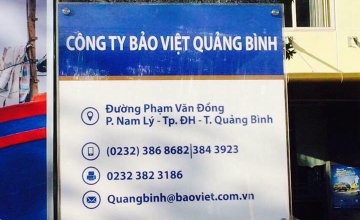 CÔNG TY BẢO VIỆT QUẢNG BÌNH
Đường Phạm Văn Đồng
P. Nam Lý - Tp. ĐH - T. Quảng Bình
(0232) 386 8682|384 3923
0232 382 3186
Quangbinh@baoviet.com.vn